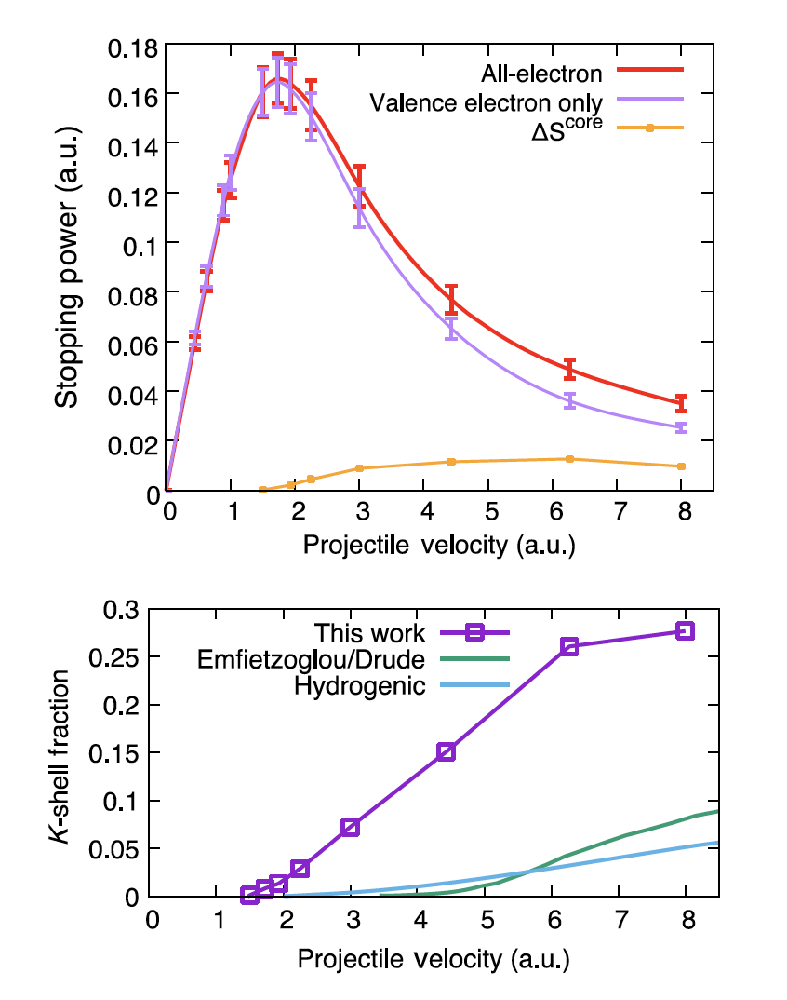 0.18
0.16
0.14
0.12
0.1
0.08
0.06
0.04
0.02
0
Stopping power (a.u.)
All-electron
Valence electron only
ΔS^core
0 1 2 3 4 5 6 7 8
Projectile velocity (a.u.)
0.3
0.25
0.2
0.15
0.1
0.05
0
K-shell fraction
This work
Emfietzoglou/Drude
Hydrogenic
0 1 2 3 4 5 6 7 8
Projectile velocity (a.u.)